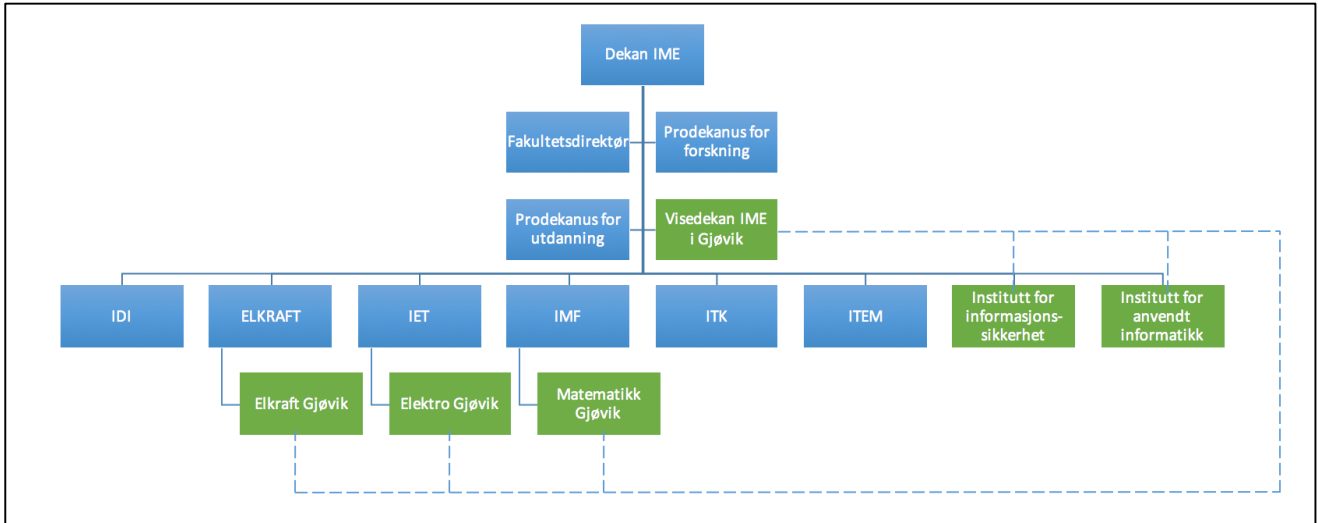 Dekan IME
Fakultetsdirektør
Prodekanus for
forskning
Prodekanus for
utdanning
Visedekan IME
i Gjøvik
IDI
ELKRAFT
IET
IMF
ITK
ITEM
Institutt for
informasjons-
sikkerhet
Institutt for
anvendt
informatikk
Elkraft Gjøvik
Elektro Gjøvik
Matematikk
Gjøvik